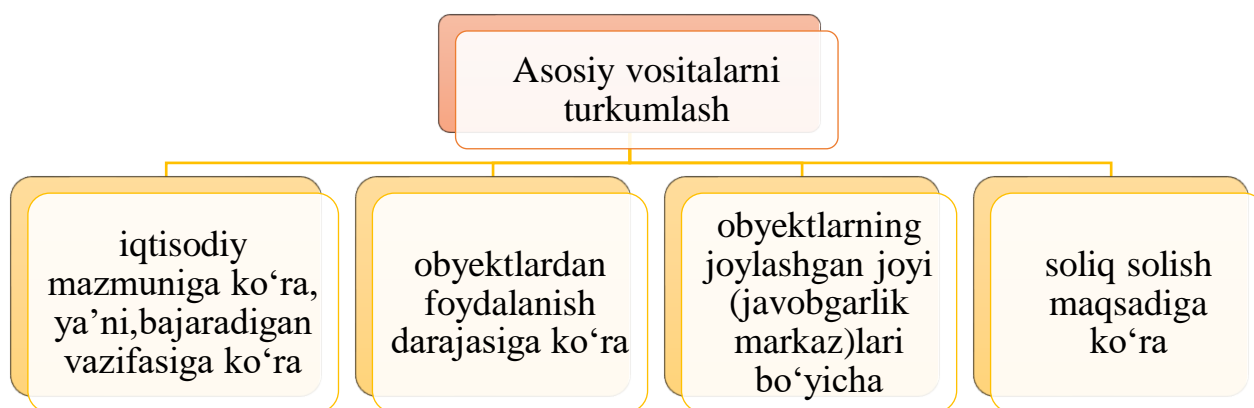 Asosiy vositalarni
turkumlash
iqtisodiy
mazmuniga ko‘ra,
ya’ni,bajaradigan
vazifasiga ko‘ra
obyektlardan
foydalanish
darajasiga ko‘ra
obyektlarning
joylashgan joyi
(javobgarlik
markaz)lari
bo‘yicha
soliq solish
maqsadiga
ko‘ra